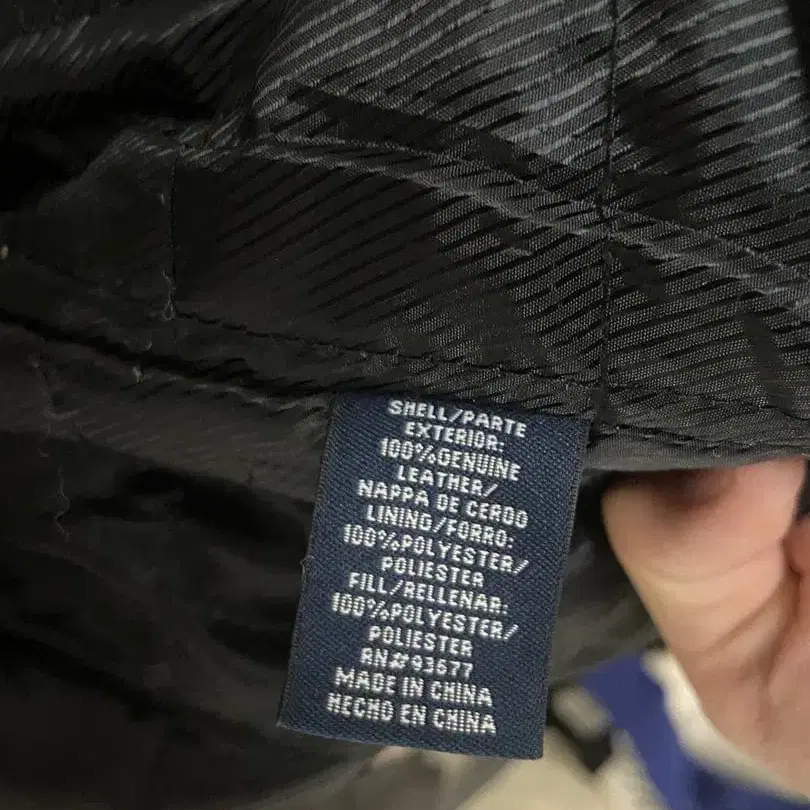 SHELL/PARTE
EXTERIOR:
100%GENUINE
LEATHER/
NAPPA DE CERDO
LINING/FORRO:
100%POLYESTER/
POLIESTER
FILL/RELLENAR:
100%POLYESTER/
POLIESTER
RN#93677
MADE IN CHINA
HECHO EN CHINA